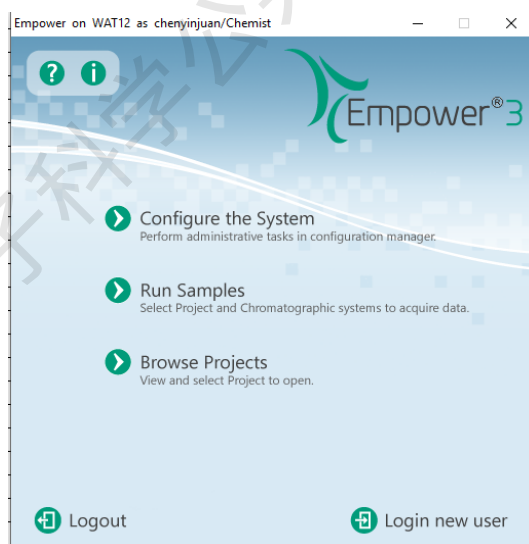 Empower on WAT12 as chenyinjuan/Chemist
? i
Empower®3
Configure the System
Perform administrative tasks in configuration manager.
Run Samples
Select Project and Chromatographic systems to acquire data.
Browse Projects
View and select Project to open.
Logout
Login new user